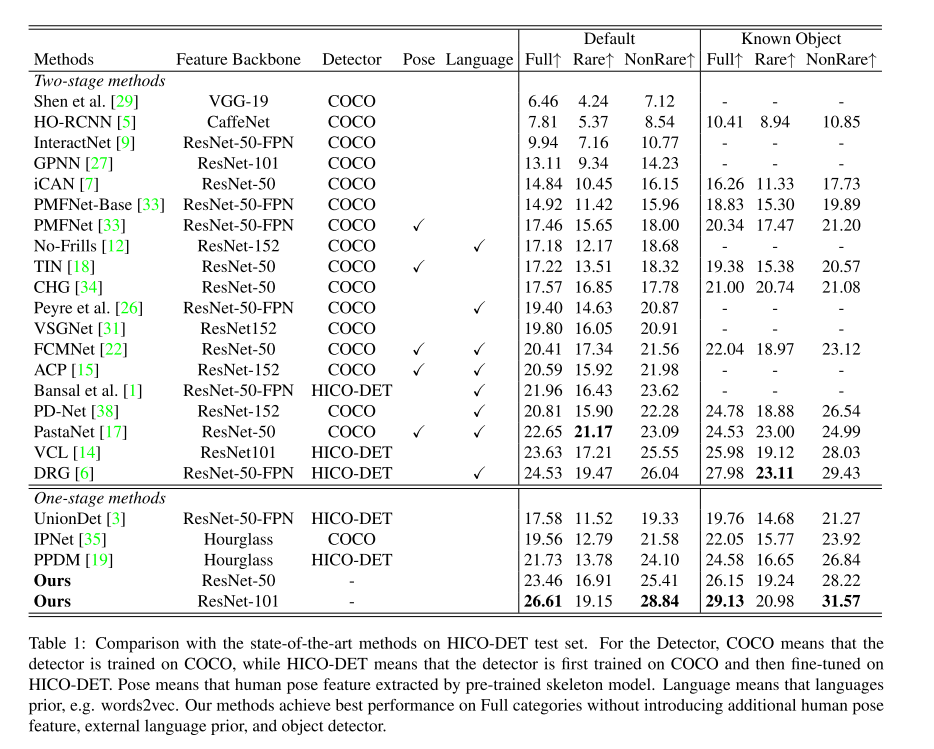 Default Known Object
Methods Feature Backbone Detector Pose Language Full↑ Rare↑ NonRare↑ Full↑ Rare↑ NonRare↑
Two-stage methods
Shen et al. [29] VGG-19 COCO 6.46 4.24 7.12 - - -
HO-RCNN [5] CaffeNet COCO 7.81 5.37 8.54 10.41 8.94 10.85
InteractNet [9] ResNet-50-FPN COCO 9.94 7.16 10.77 - - -
GPNN [27] ResNet-101 COCO 13.11 9.34 14.23 - - -
iCAN [7] ResNet-50 COCO 14.84 10.45 16.15 16.26 11.33 17.73
PMFNet-Base [33] ResNet-50-FPN COCO 14.92 11.42 15.96 18.83 15.30 19.89
PMFNet [33] ResNet-50-FPN COCO ✓ 17.46 15.65 18.00 20.34 17.47 21.20
No-Frills [12] ResNet-152 COCO ✓ 17.18 12.17 18.68 - - -
TIN [18] ResNet-50 COCO ✓ 17.22 13.51 18.32 19.38 15.38 20.57
CHG [34] ResNet-50 COCO 17.57 16.85 17.78 21.00 20.74 21.08
Peyre et al. [26] ResNet-50-FPN COCO ✓ 19.40 14.63 20.87 - - -
VSGNet [31] ResNet152 COCO 19.80 16.05 20.91 - - -
FCMNet [22] ResNet-50 COCO ✓ ✓ 20.41 17.34 21.56 22.04 18.97 23.12
ACP [15] ResNet-152 COCO ✓ ✓ 20.59 15.92 21.98 - - -
Bansal et al. [1] ResNet-50-FPN HICO-DET ✓ 21.96 16.43 23.62 - - -
PD-Net [38] ResNet-152 COCO ✓ 20.81 15.90 22.28 24.78 18.88 26.54
PastaNet [17] ResNet-50 COCO ✓ ✓ 22.65 21.17 23.09 24.53 23.00 24.99
VCL [14] ResNet101 HICO-DET 23.63 17.21 25.55 25.98 19.12 28.03
DRG [6] ResNet-50-FPN HICO-DET ✓ 24.53 19.47 26.04 27.98 23.11 29.43
One-stage methods
UnionDet [3] ResNet-50-FPN HICO-DET 17.58 11.52 19.33 19.76 14.68 21.27
IPNet [35] Hourglass COCO 19.56 12.79 21.58 22.05 15.77 23.92
PPDM [19] Hourglass HICO-DET 21.73 13.78 24.10 24.58 16.65 26.84
Ours ResNet-50 - 23.46 16.91 25.41 26.15 19.24 28.22
Ours ResNet-101 - 26.61 19.15 28.84 29.13 20.98 31.57
Table 1: Comparison with the state-of-the-art methods on HICO-DET test set. For the Detector, COCO means that the
detector is trained on COCO, while HICO-DET means that the detector is first trained on COCO and then fine-tuned on
HICO-DET. Pose means that human pose feature extracted by pre-trained skeleton model. Language means that languages
prior, e.g. words2vec. Our methods achieve best performance on Full categories without introducing additional human pose
feature, external language prior, and object detector.